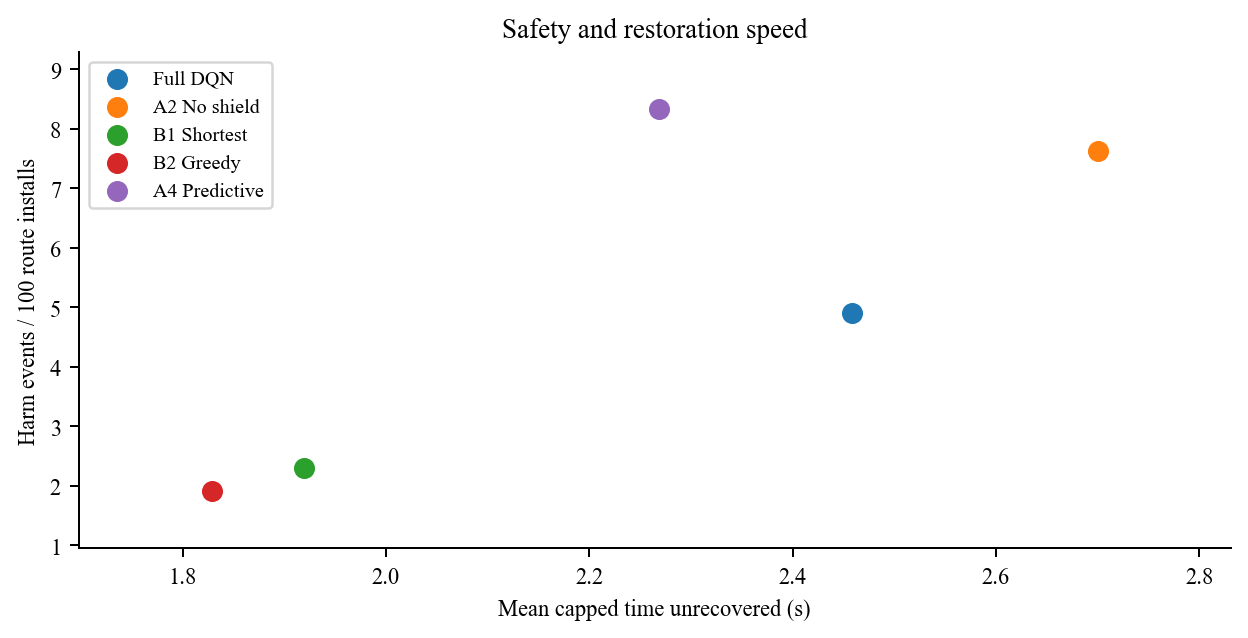 Safety and restoration speed
Full DQN
A2 No shield
B1 Shortest
B2 Greedy
A4 Predictive
Harm events / 100 route installs
9
8
7
6
5
4
3
2
1
1.8 2.0 2.2 2.4 2.6 2.8
Mean capped time unrecovered (s)